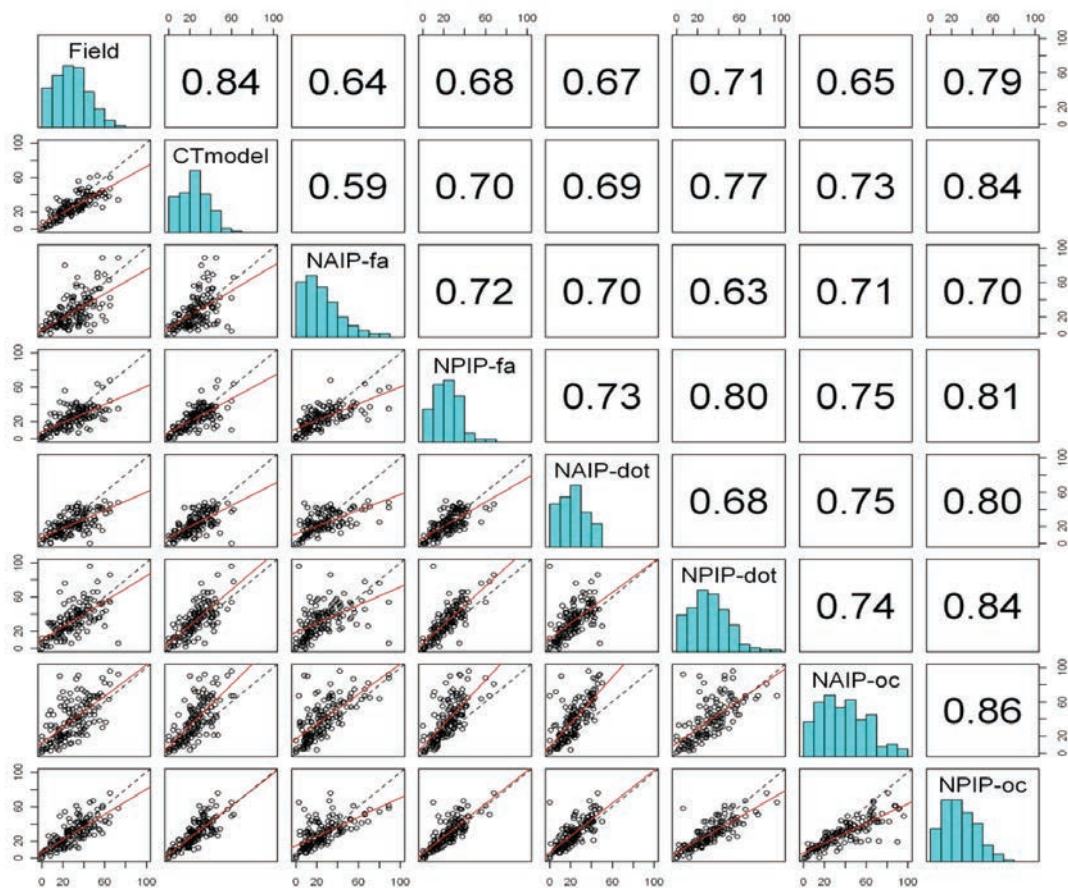 0 20 60 100 0 20 60 100 0 20 60 100 0 20 60 100
Field 0.84 0.64 0.68 0.67 0.71 0.65 0.79 0 20 60 100
0 20 60 100 CTmodel 0.59 0.70 0.69 0.77 0.73 0.84
NAIP-fa 0.72 0.70 0.63 0.71 0.70 0 20 60 100
0 20 60 100 NPIP-fa 0.73 0.80 0.75 0.81
NAIP-dot 0.68 0.75 0.80 0 20 60 100
0 20 60 100 NPIP-dot 0.74 0.84
NAIP-oc 0.86 0 20 60 100
0 20 60 100 NPIP-oc
0 20 60 100 0 20 60 100 0 20 60 100 0 20 60 100